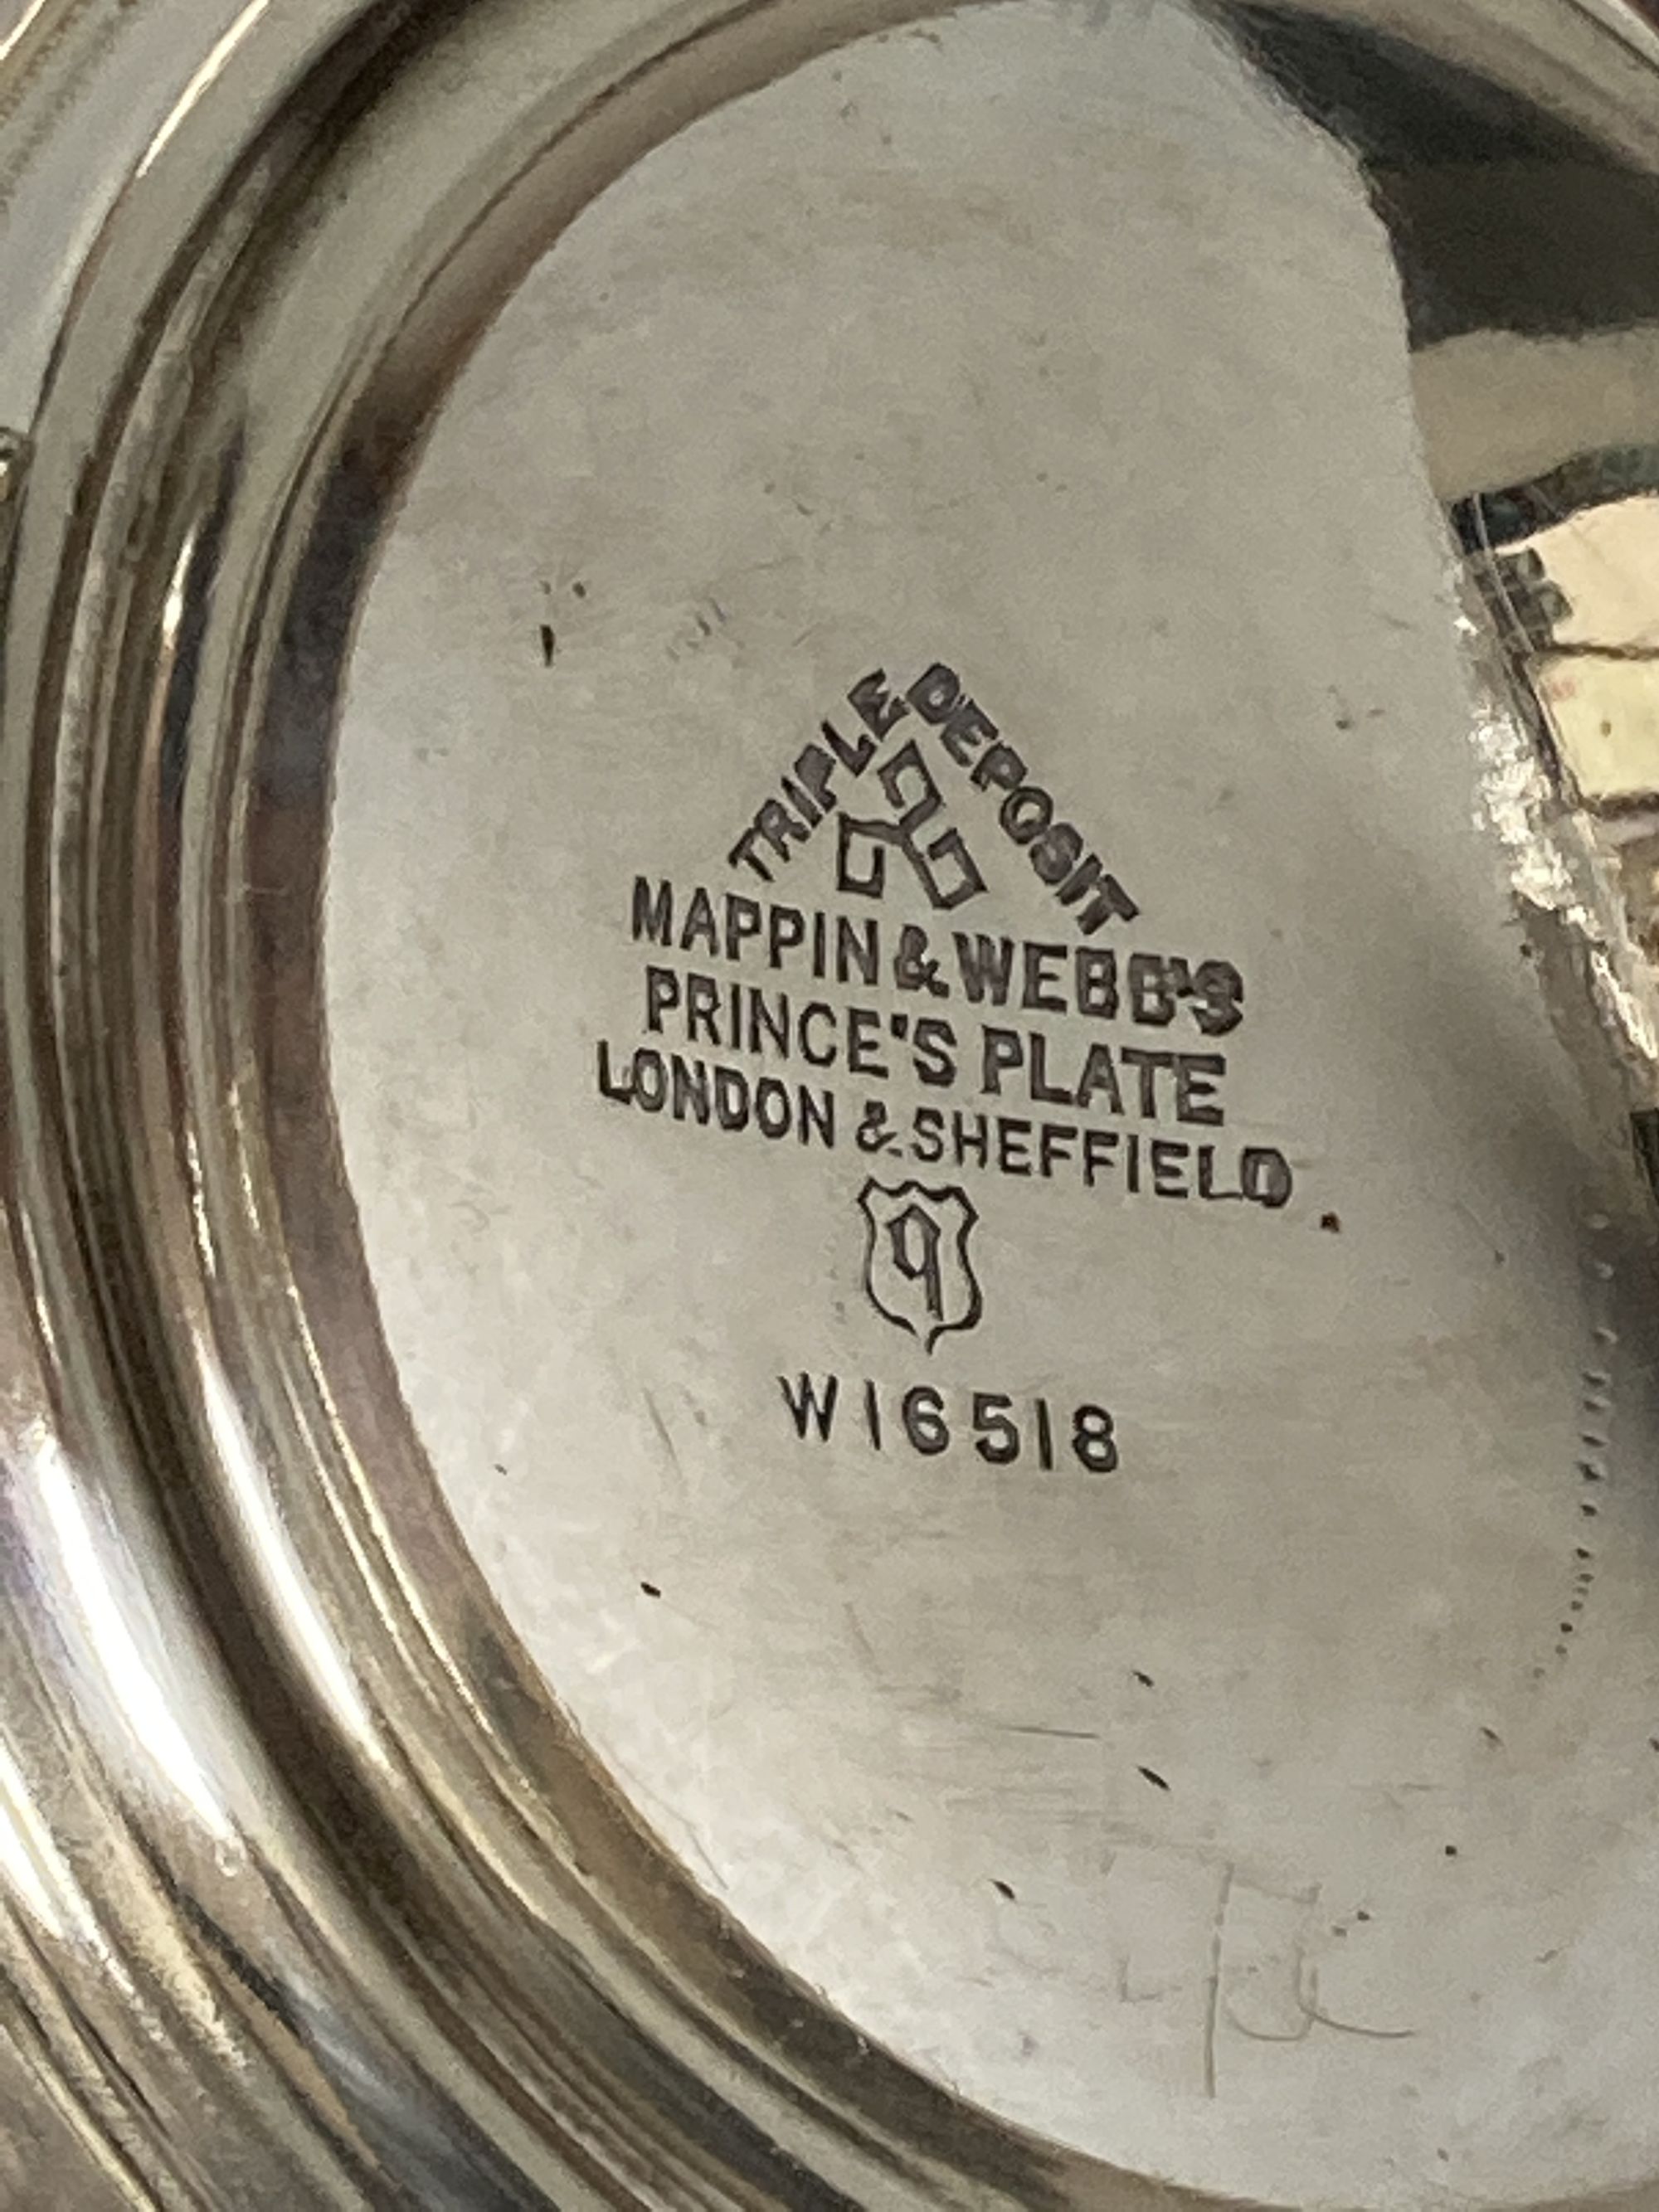 TRIPLE DEPOSIT
MAPPIN & WEBB'S
PRINCE'S PLATE
LONDON & SHEFFIELD
9
W16518